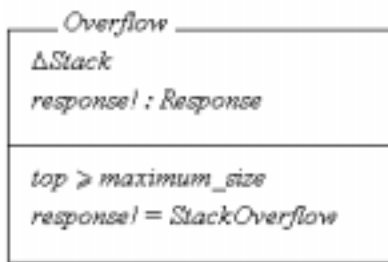 Overflow
ΔStack
response! : Response
top ⩾ maximum_size
response! = StackOverflow